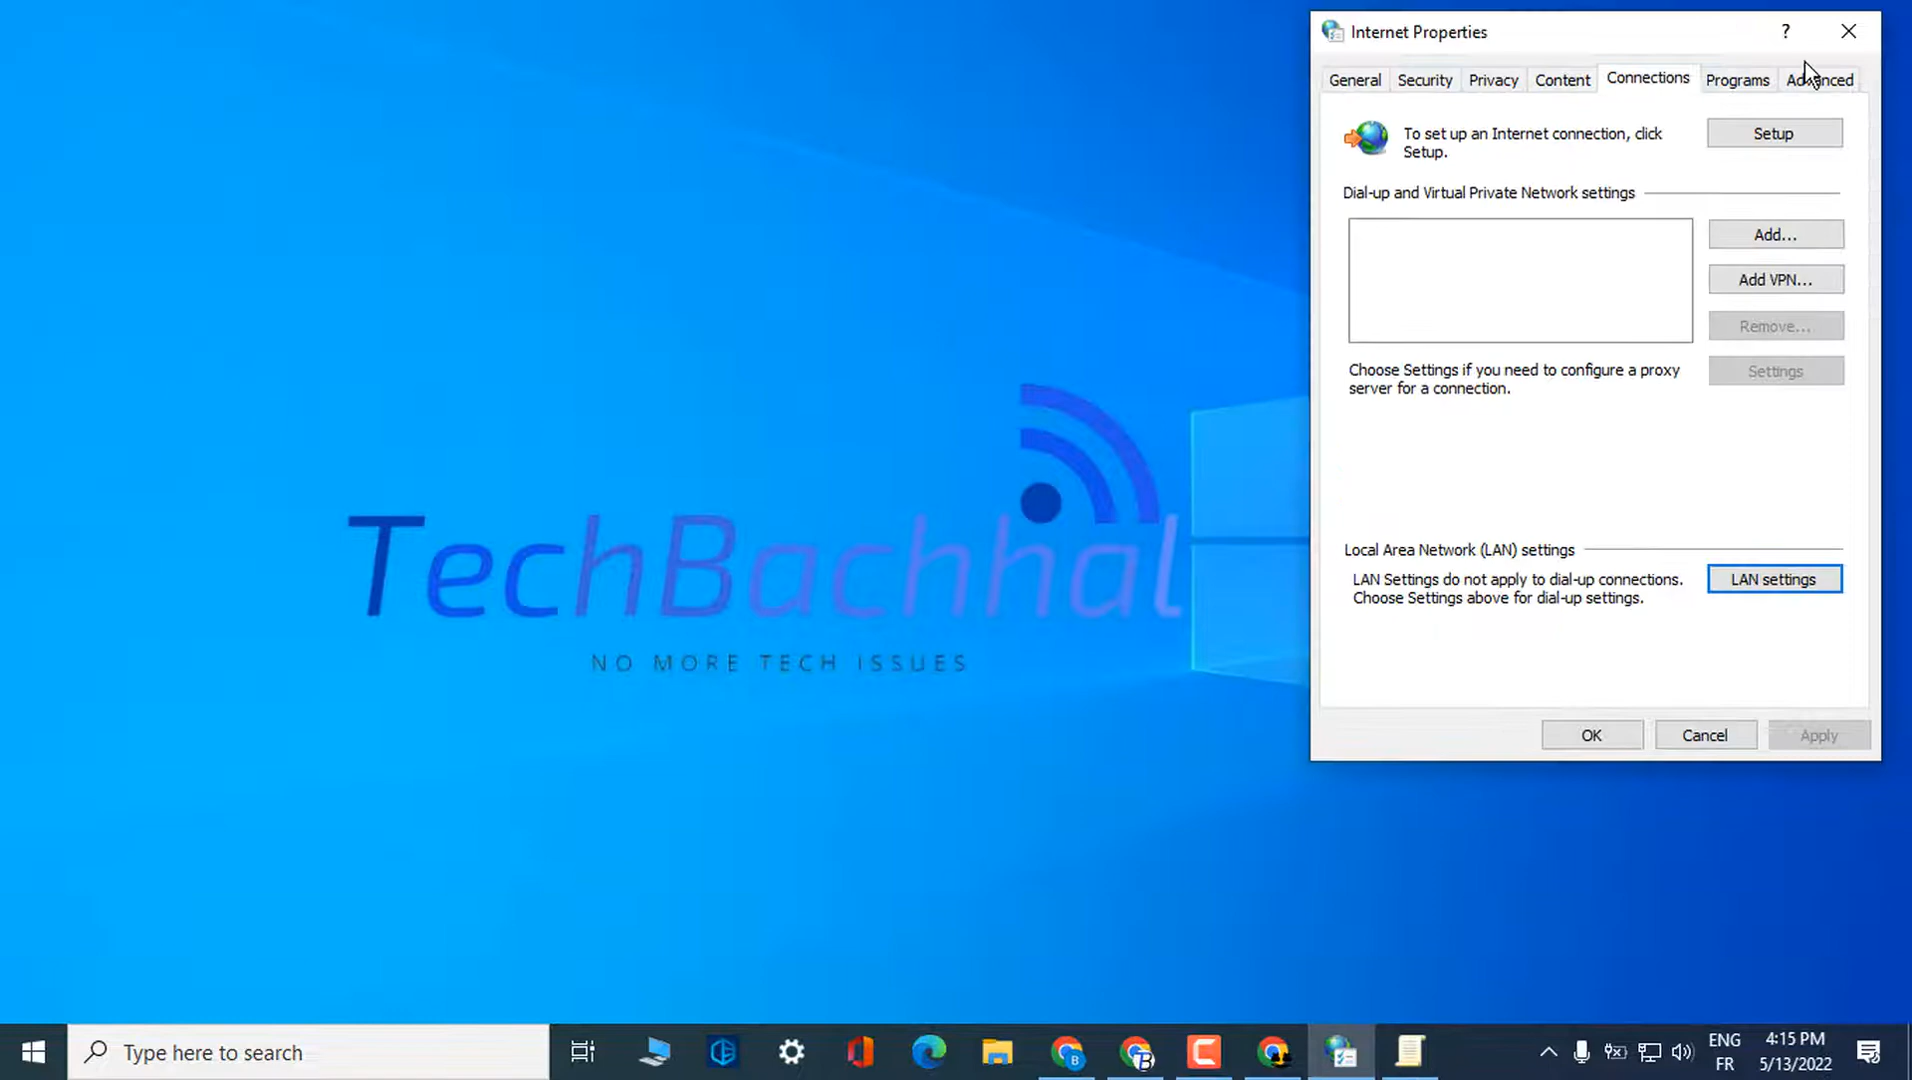 Internet Properties
?
General Security Privacy Content Connections Programs Advanced
To set up an Internet connection, click
Setup.
Setup
Dial-up and Virtual Private Network settings
Add...
Add VPN...
Remove...
Choose Settings if you need to configure a proxy
server for a connection.
Settings
Local Area Network (LAN) settings
LAN Settings do not apply to dial-up connections.
Choose Settings above for dial-up settings.
LAN settings
OK Cancel Apply
TechBachhal
NO MORE TECH ISSUES
Type here to search
B
B
ENG
FR
4:15 PM
5/13/2022